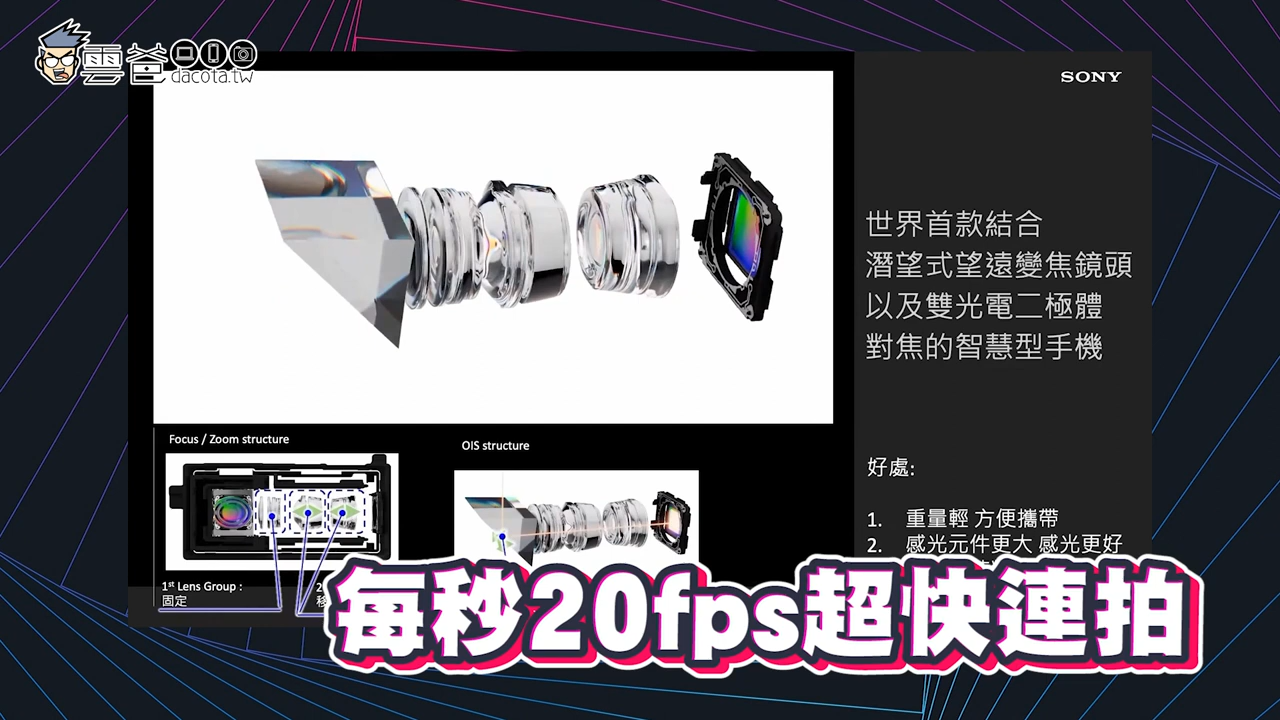 雲爸
dacota.tw
SONY
世界首款結合
潛望式望遠變焦鏡頭
以及雙光電二極體
對焦的智慧型手機
Focus / Zoom structure
OIS structure
1st Lens Group :
固定
2
移
好處:
1. 重量輕 方便攜帶
2. 感光元件更大 感光更好
每秒20fps超快連拍